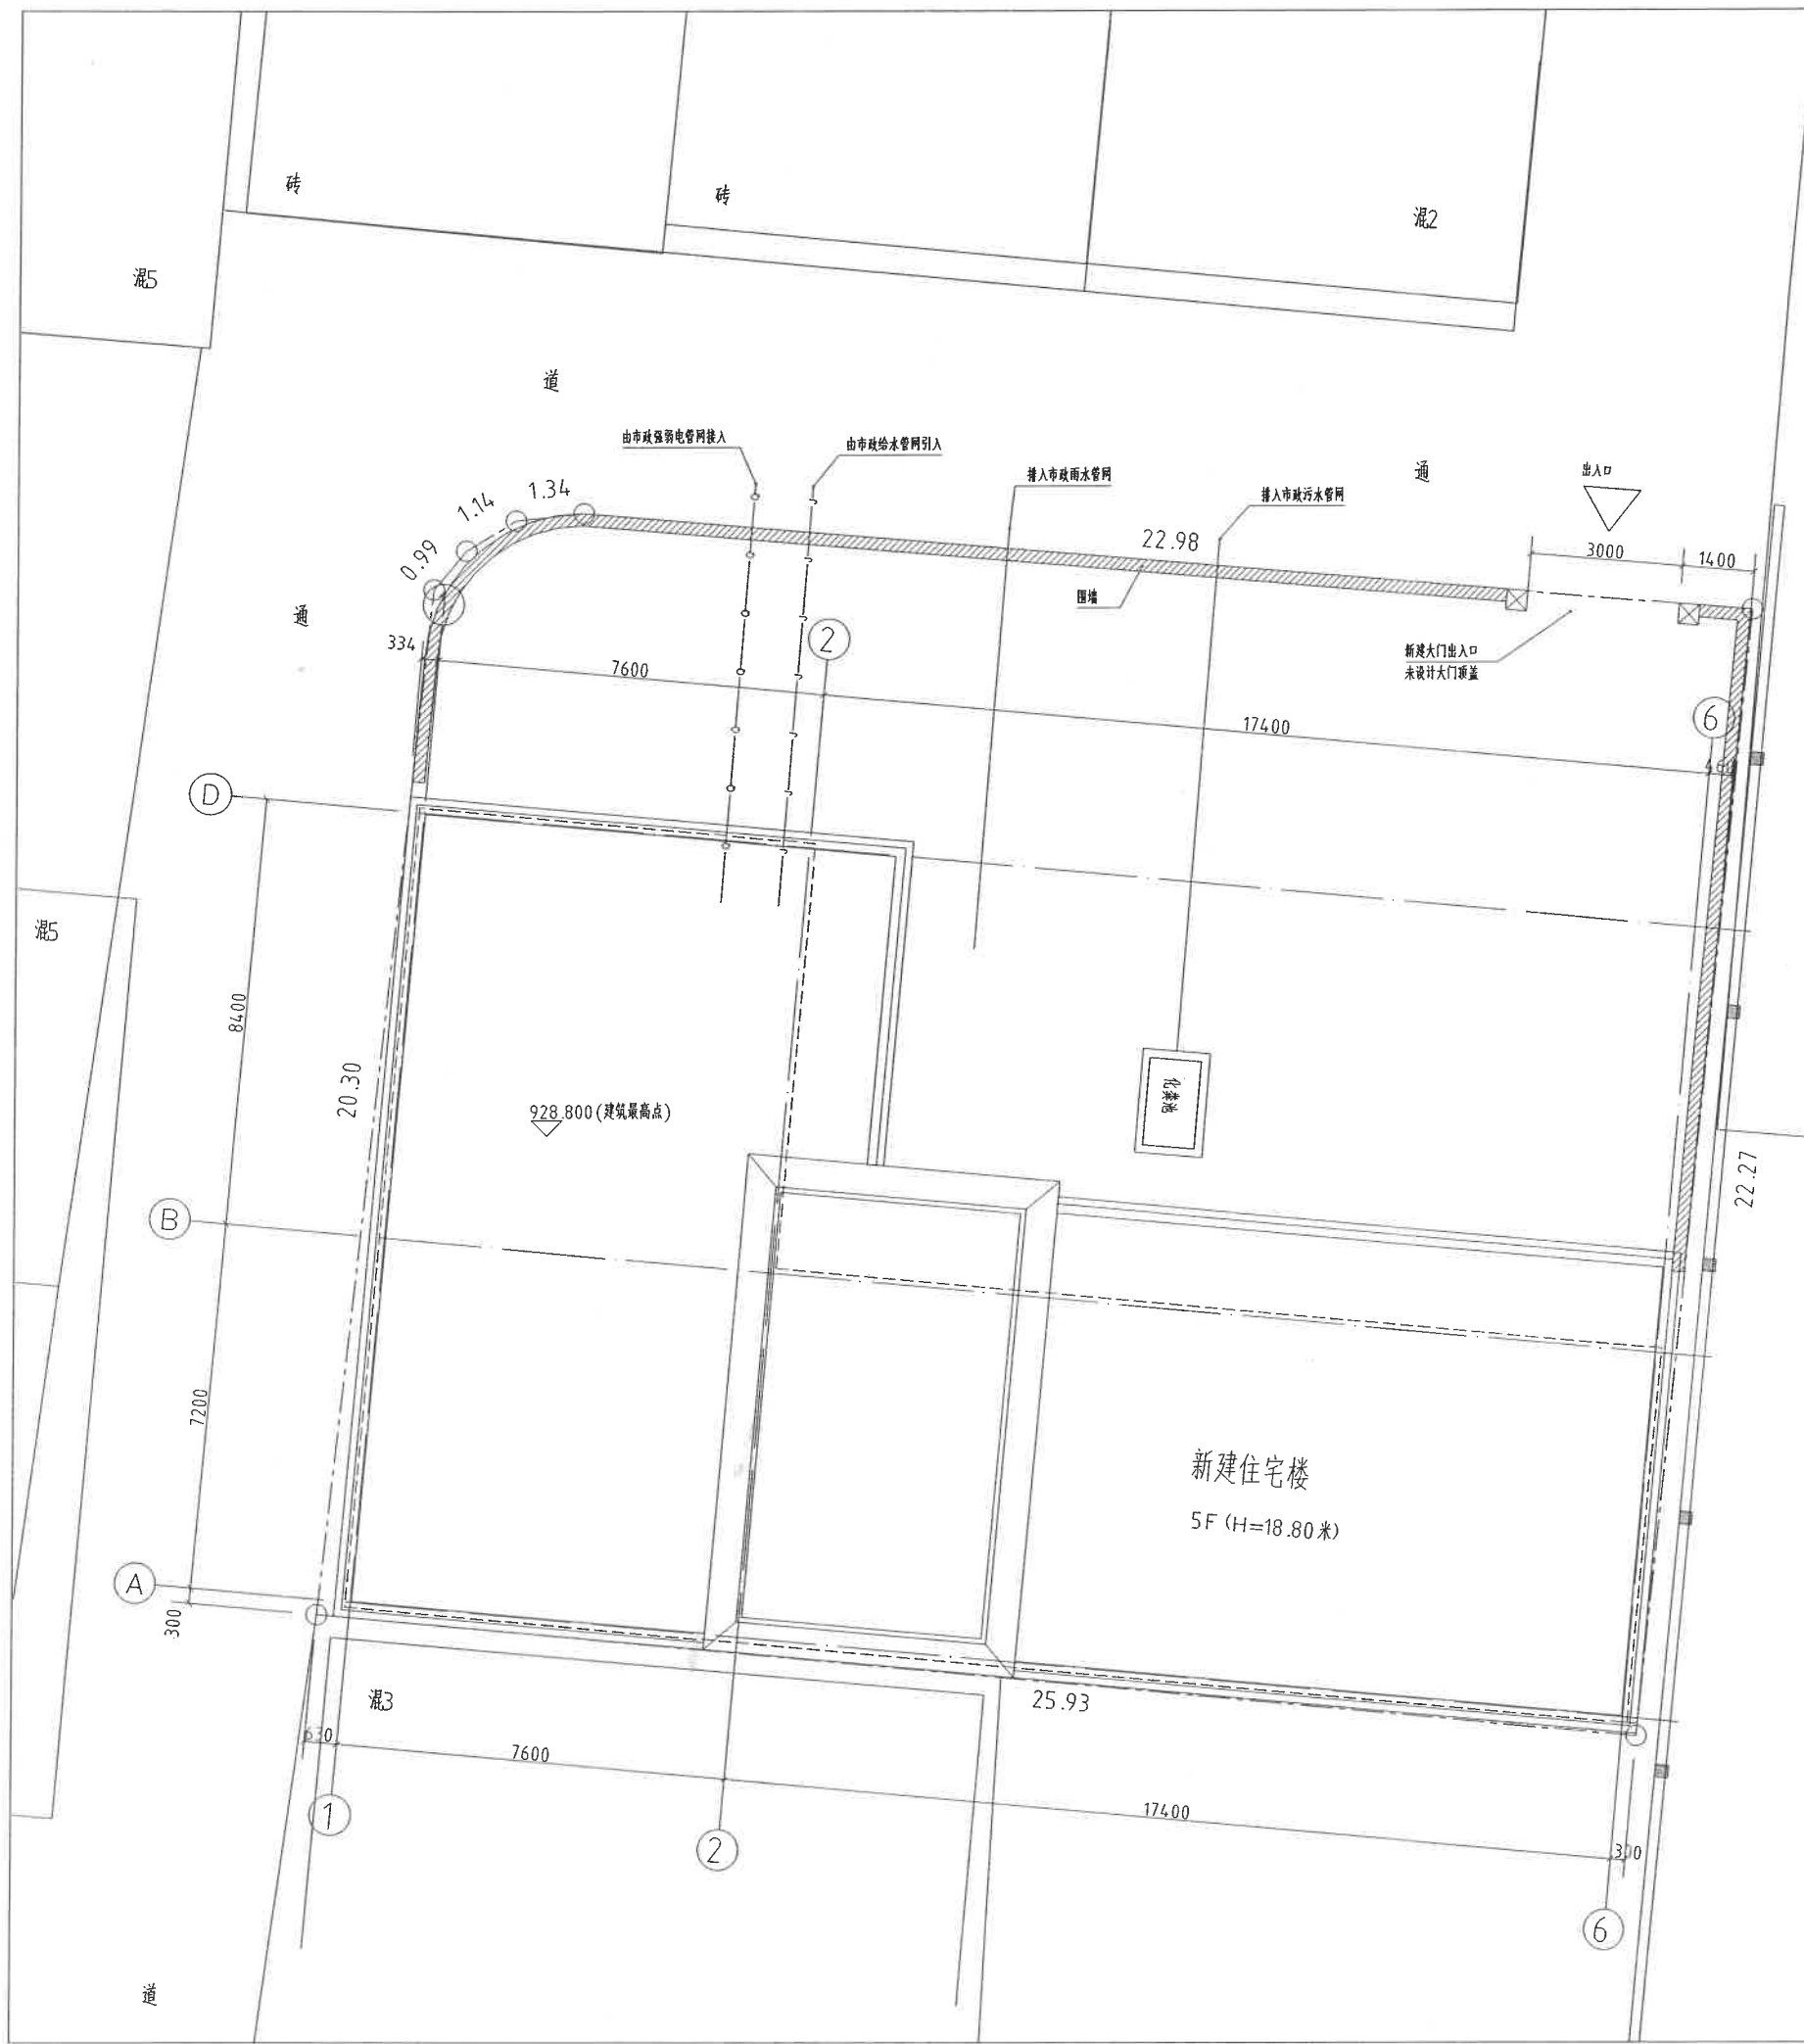 砖
砖
混2
混5
道
由市政强弱电管网接入
由市政给水管网引入
排入市政雨水管网
排入市政污水管网
通
出入口
1.34
1.14
0.99
22.98
3000
1400
围墙
通
334
7600
2
新建大门出入口
未设计大门顶盖
17400
6
D
混5
8400
20.30
928.800(建筑最高点)
化粪池
22.27
B
7200
新建住宅楼
5F(H=18.80米)
A
300
混3
25.93
630
7600
17400
1
2
300
6
道